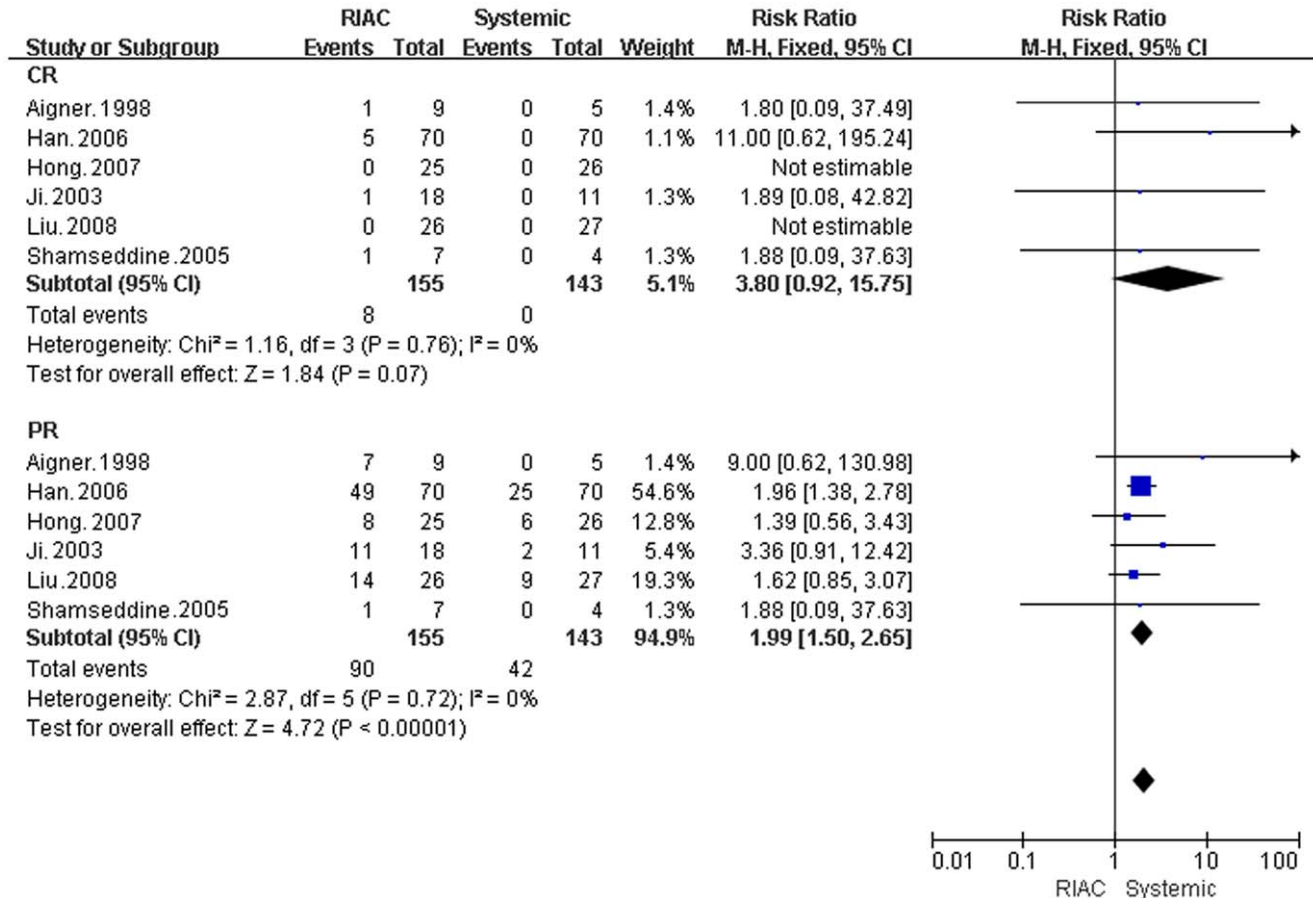 RIAC Systemic Risk Ratio Risk Ratio
Study or Subgroup Events Total Events Total Weight M-H, Fixed, 95% CI M-H, Fixed, 95% CI
CR
Aigner.1998 1 9 0 5 1.4% 1.80 [0.09, 37.49]
Han.2006 5 70 0 70 1.1% 11.00 [0.62, 195.24]
Hong.2007 0 25 0 26 Not estimable
Ji.2003 1 18 0 11 1.3% 1.89 [0.08, 42.82]
Liu.2008 0 26 0 27 Not estimable
Shamseddine.2005 1 7 0 4 1.3% 1.88 [0.09, 37.63]
Subtotal (95% CI) 155 143 5.1% 3.80 [0.92, 15.75]
Total events 8 0
Heterogeneity: Chi² = 1.16, df = 3 (P = 0.76); I² = 0%
Test for overall effect: Z = 1.84 (P = 0.07)
PR
Aigner.1998 7 9 0 5 1.4% 9.00 [0.62, 130.98]
Han.2006 49 70 25 70 54.6% 1.96 [1.38, 2.78]
Hong.2007 8 25 6 26 12.8% 1.39 [0.56, 3.43]
Ji.2003 11 18 2 11 5.4% 3.36 [0.91, 12.42]
Liu.2008 14 26 9 27 19.3% 1.62 [0.85, 3.07]
Shamseddine.2005 1 7 0 4 1.3% 1.88 [0.09, 37.63]
Subtotal (95% CI) 155 143 94.9% 1.99 [1.50, 2.65]
Total events 90 42
Heterogeneity: Chi² = 2.87, df = 5 (P = 0.72); I² = 0%
Test for overall effect: Z = 4.72 (P < 0.00001)
0.01 0.1 1 10 100
RIAC Systemic